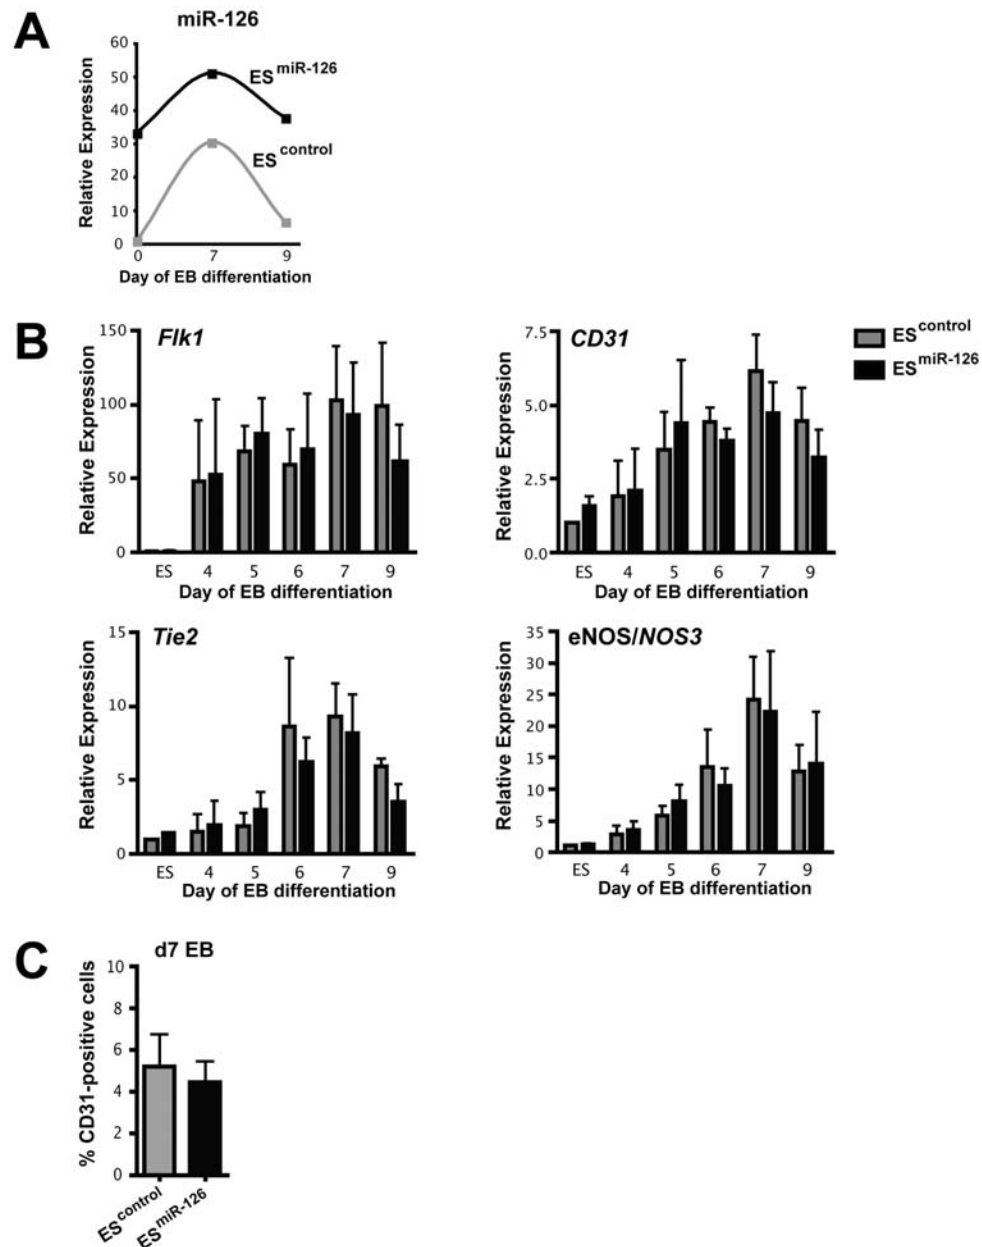 A
miR-126
Relative Expression
60
50
40
30
20
10
0
ES miR-126
ES control
0 7 9
Day of EB differentiation
B
Flk1
Relative Expression
150
100
50
0
ES 4 5 6 7 9
Day of EB differentiation
CD31
Relative Expression
7.5
5.0
2.5
0.0
ES 4 5 6 7 9
Day of EB differentiation
ES control
ES miR-126
Tie2
Relative Expression
15
10
5
0
ES 4 5 6 7 9
Day of EB differentiation
eNOS/NOS3
Relative Expression
35
30
25
20
15
10
5
0
ES 4 5 6 7 9
Day of EB differentiation
C
d7 EB
% CD31-positive cells
10
8
6
4
2
0
ES control
ES miR-126